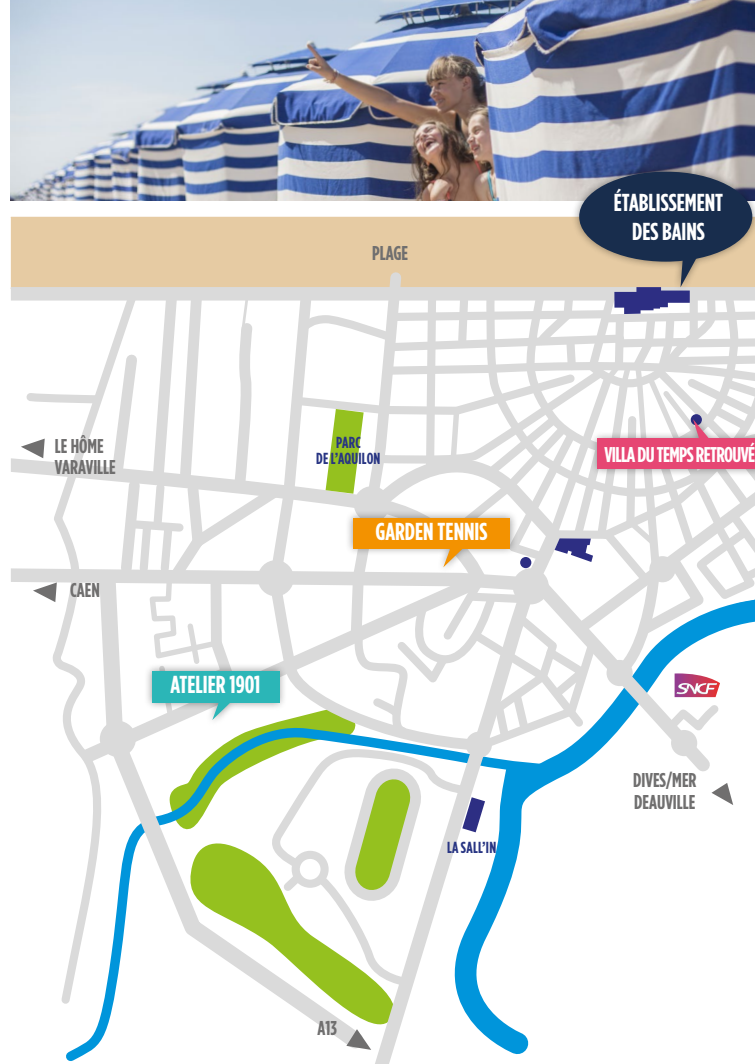 ÉTABLISSEMENT
DES BAINS
PLAGE
PARC
DE L'AQUILON
LE HÔME
VARAVILLE
VILLA DU TEMPS RETROUVÉ
GARDEN TENNIS
CAEN
ATELIER 1901
SNCF
DIVES/MER
DEAUVILLE
LA SALL'IN
A13